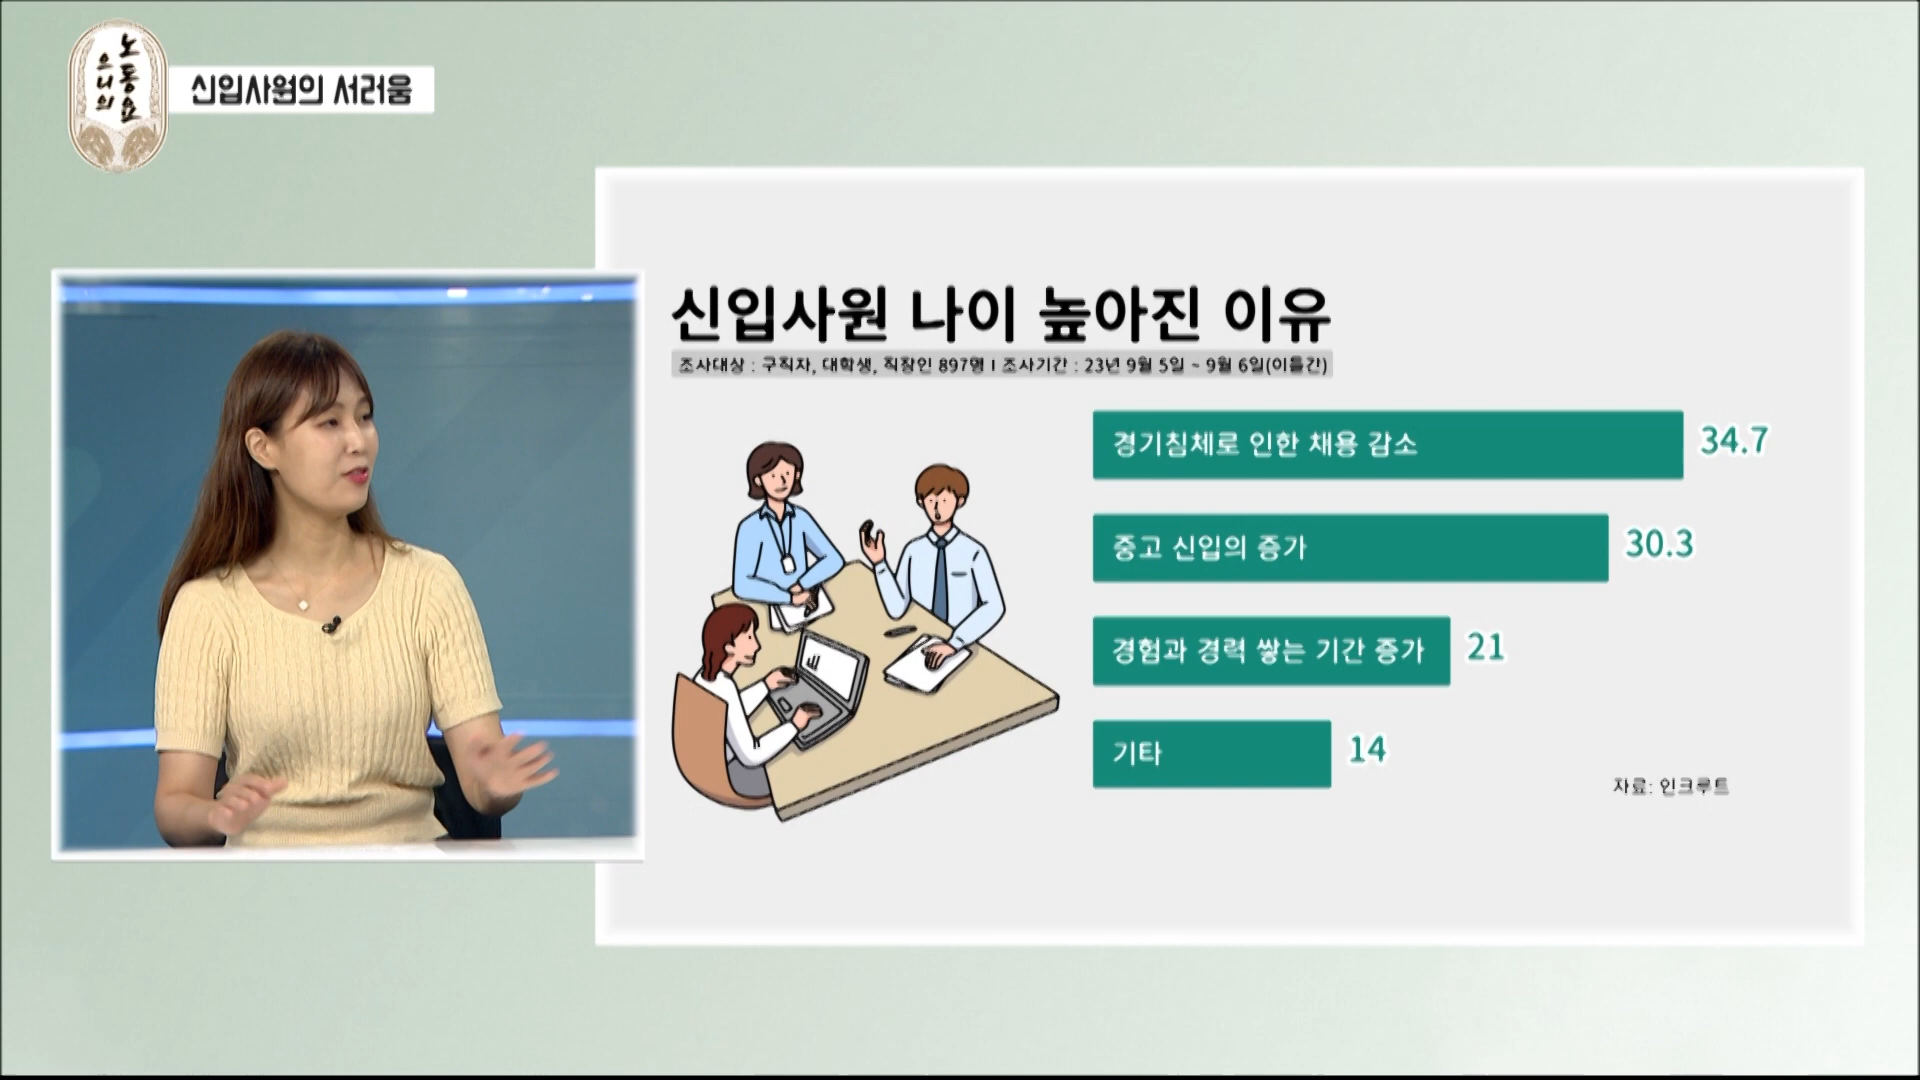 으니의
노동요
신입사원의 서러움
신입사원 나이 높아진 이유
조사대상 : 구직자, 대학생, 직장인 897명 I 조사기간 : 23년 9월 5일 ~ 9월 6일(이틀간)
경기침체로 인한 채용 감소 34.7
중고 신입의 증가 30.3
경험과 경력 쌓는 기간 증가 21
기타 14
자료: 인크루트